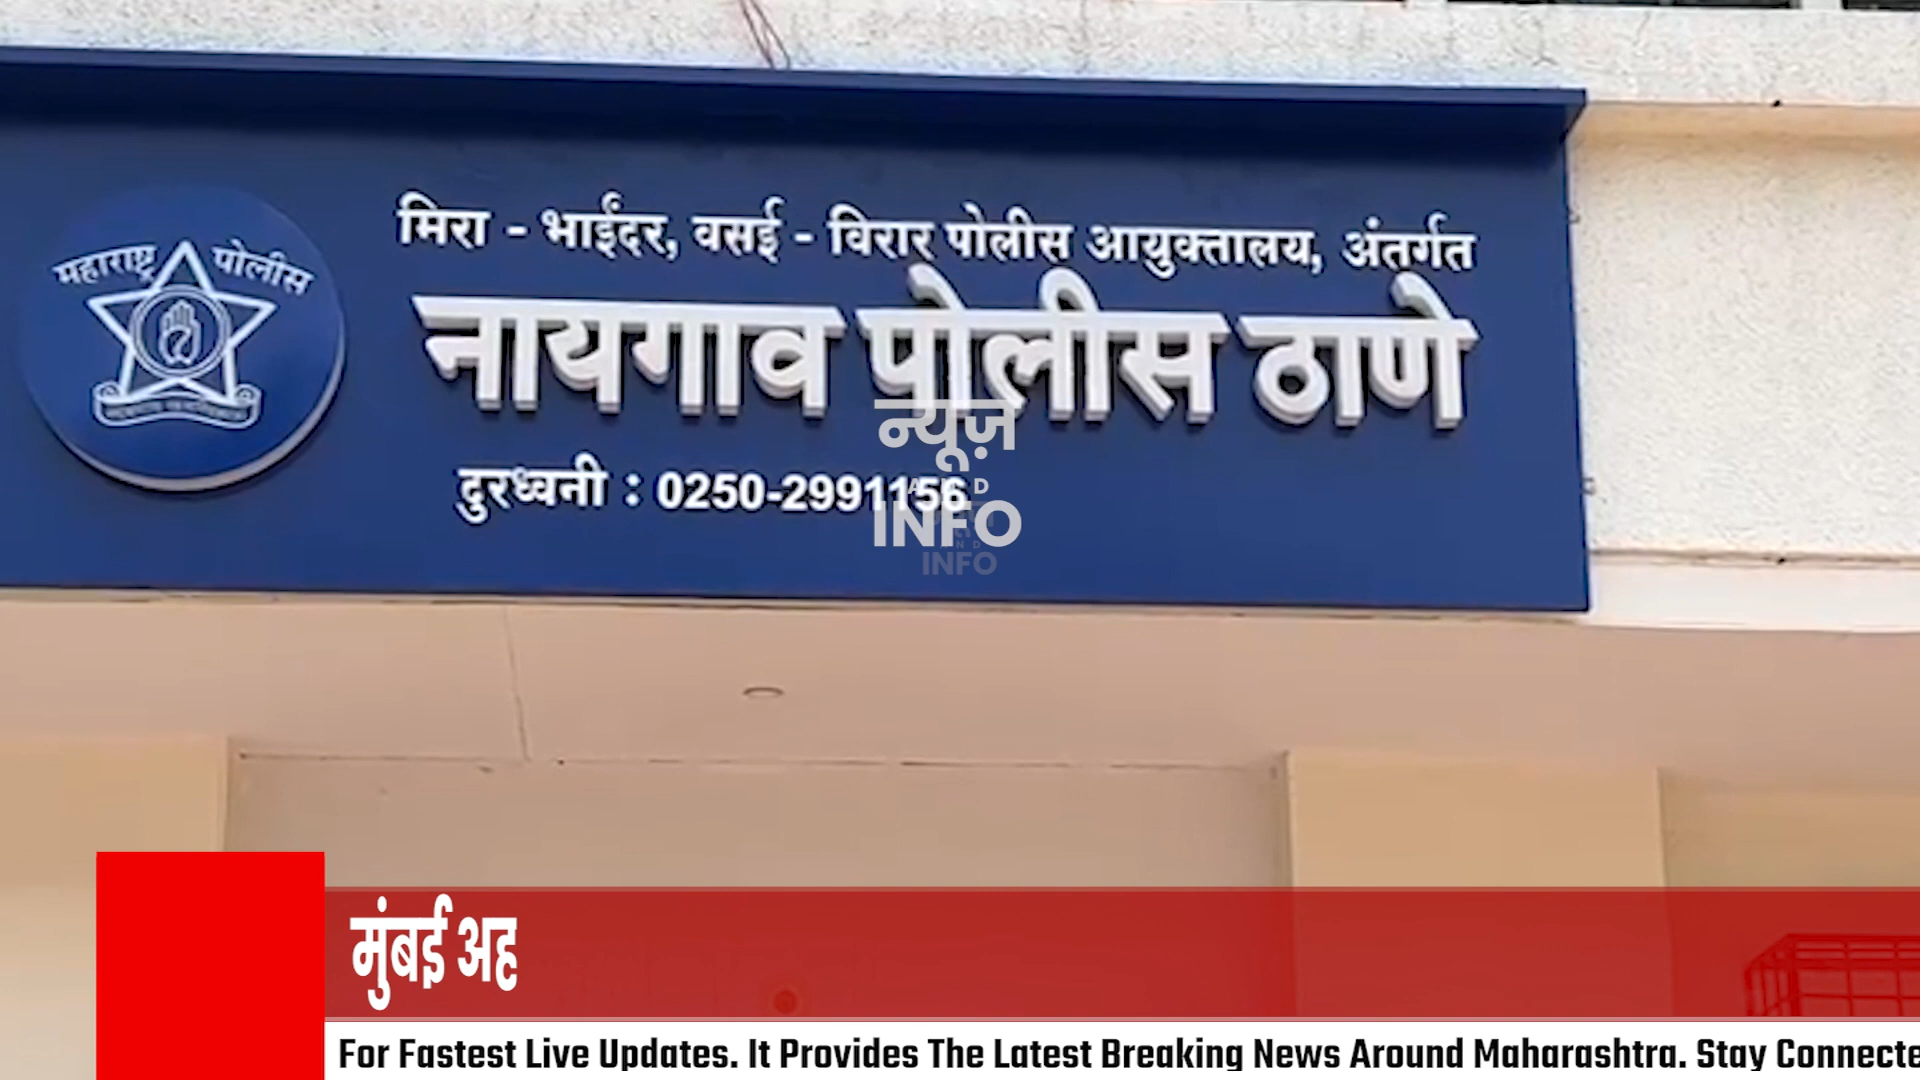 मिरा - भाईंदर, वसई - विरार पोलीस आयुक्तालय, अंतर्गत
महाराष्ट्र पोलीस
नायगाव पोलीस ठाणे
दुरध्वनी : 0250-2991156
न्यूज़
AND
INFO
INFO
मुंबई अह
For Fastest Live Updates. It Provides The Latest Breaking News Around Maharashtra. Stay Connecte